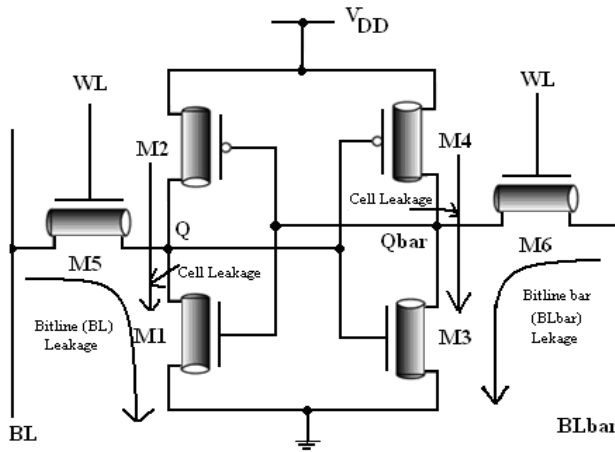 VDD
WL
M2
M4
WL
Cell Leakage
Q
Qbar
M5
M6
Cell Leakage
Bitline (BL)
Leakage
M1
M3
Bitline bar
(BLbar)
Lekage
BL
BLbar